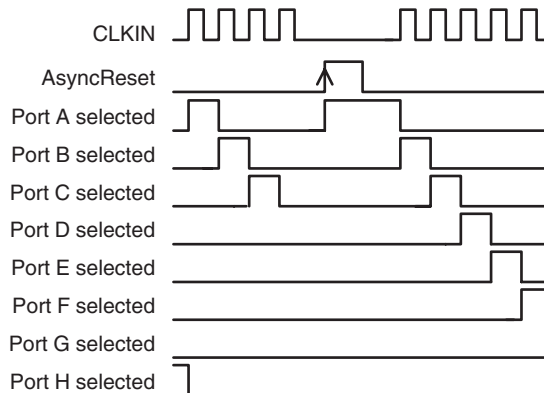 CLKIN
AsyncReset
Port A selected
Port B selected
Port C selected
Port D selected
Port E selected
Port F selected
Port G selected
Port H selected